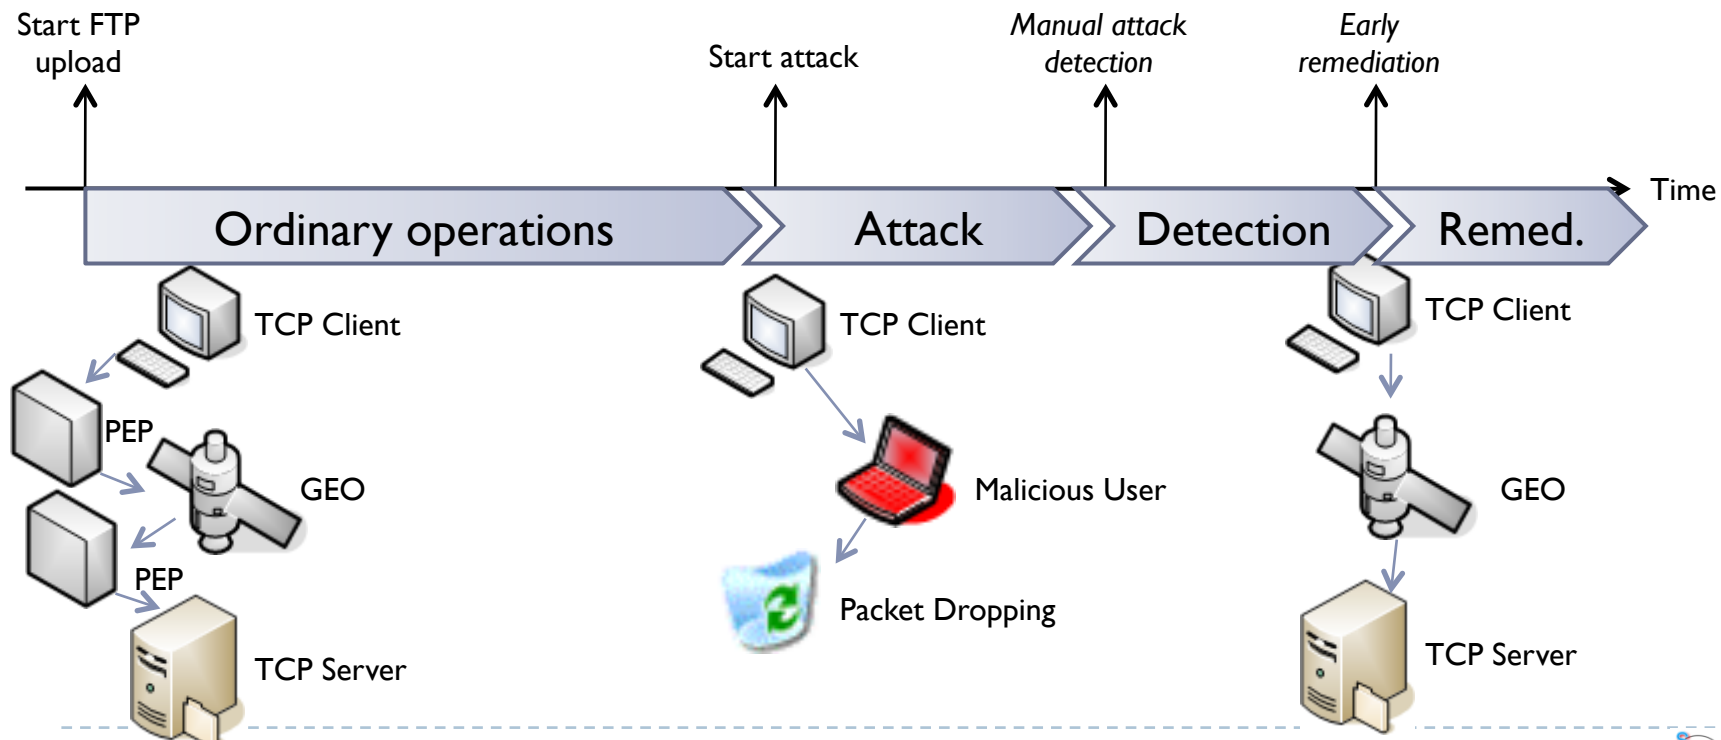 Start FTP
upload
Start attack
Manual attack
detection
Early
remediation
Time
Ordinary operations
Attack
Detection
Remed.
TCP Client
PEP
GEO
PEP
TCP Server
TCP Client
Malicious User
Packet Dropping
TCP Client
GEO
TCP Server